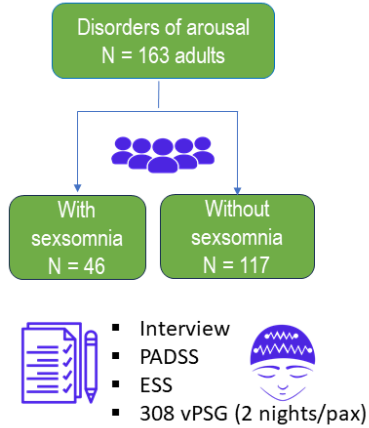 Disorders of arousal
N = 163 adults
With
sexsomnia
N = 46
Without
sexsomnia
N = 117
▪ Interview
▪ PADSS
▪ ESS
▪ 308 vPSG (2 nights/pax)